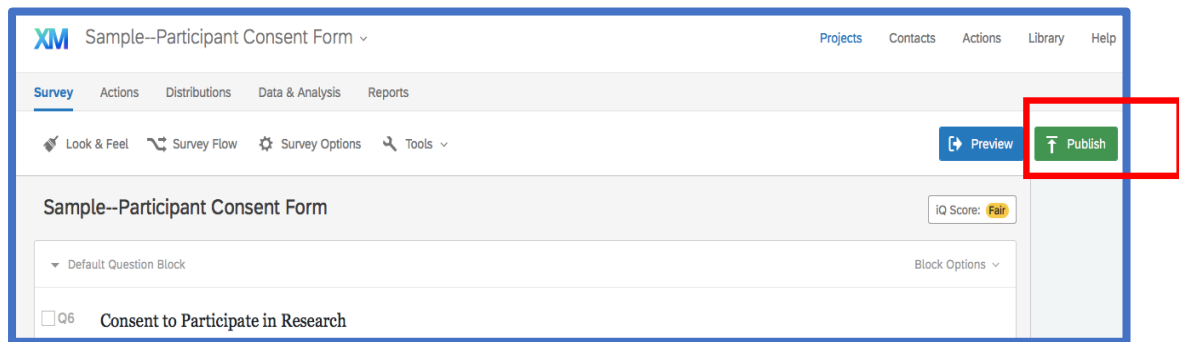 XM Sample--Participant Consent Form Projects Contacts Actions Library Help
Survey Actions Distributions Data & Analysis Reports
Look & Feel Survey Flow Survey Options Tools Preview Publish
Sample--Participant Consent Form iQ Score: Fair
Default Question Block Block Options
Q6 Consent to Participate in Research